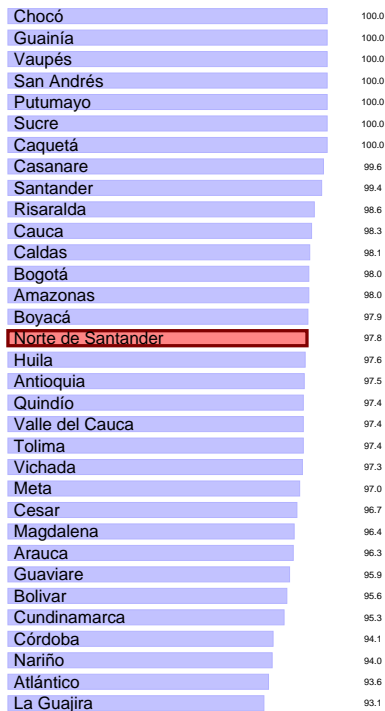 Chocó 100.0
Guainía 100.0
Vaupés 100.0
San Andrés 100.0
Putumayo 100.0
Sucre 100.0
Caquetá 100.0
Casanare 99.6
Santander 99.4
Risaralda 98.6
Cauca 98.3
Caldas 98.1
Bogotá 98.0
Amazonas 98.0
Boyacá 97.9
Norte de Santander 97.8
Huila 97.6
Antioquia 97.5
Quindío 97.4
Valle del Cauca 97.4
Tolima 97.4
Vichada 97.3
Meta 97.0
Cesar 96.7
Magdalena 96.4
Arauca 96.3
Guaviare 95.9
Bolivar 95.6
Cundinamarca 95.3
Córdoba 94.1
Nariño 94.0
Atlántico 93.6
La Guajira 93.1